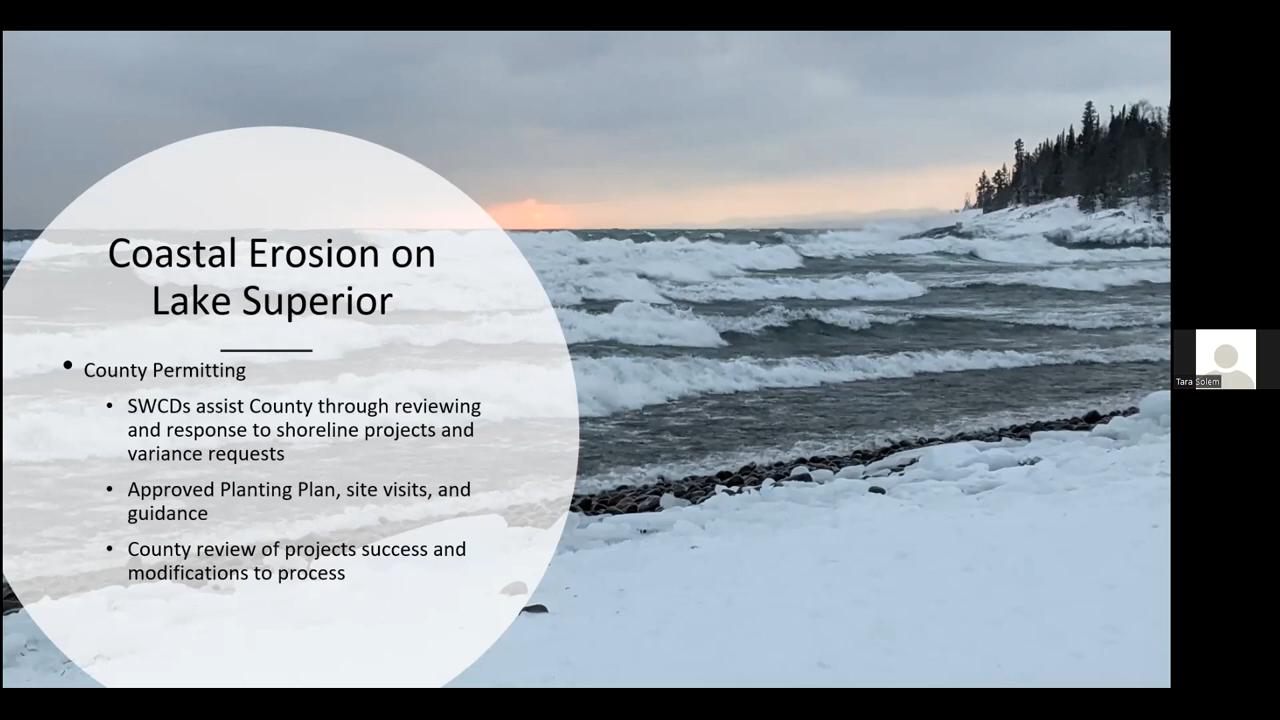 Coastal Erosion on
Lake Superior
• County Permitting
• SWCDs assist County through reviewing
and response to shoreline projects and
variance requests
• Approved Planting Plan, site visits, and
guidance
• County review of projects success and
modifications to process
Tara Solem